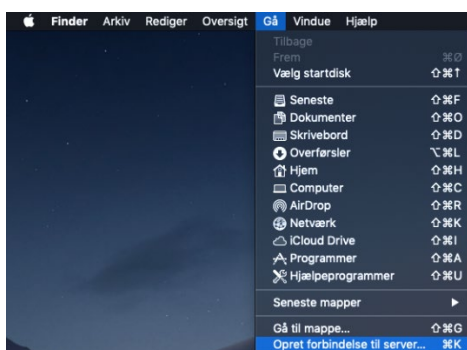 Finder Arkiv Rediger Oversigt Gå Vindue Hjælp
Tilbage
Frem ⌘Ø
Vælg startdisk ⇧⌘↑
Seneste ⇧⌘F
Dokumenter ⇧⌘O
Skrivebord ⇧⌘D
Overførsler ⌥⌘L
Hjem ⇧⌘H
Computer ⇧⌘C
AirDrop ⇧⌘R
Netværk ⇧⌘K
iCloud Drive ⇧⌘I
Programmer ⇧⌘A
Hjælpeprogrammer ⇧⌘U
Seneste mapper
Gå til mappe... ⇧⌘G
Opret forbindelse til server... ⌘K